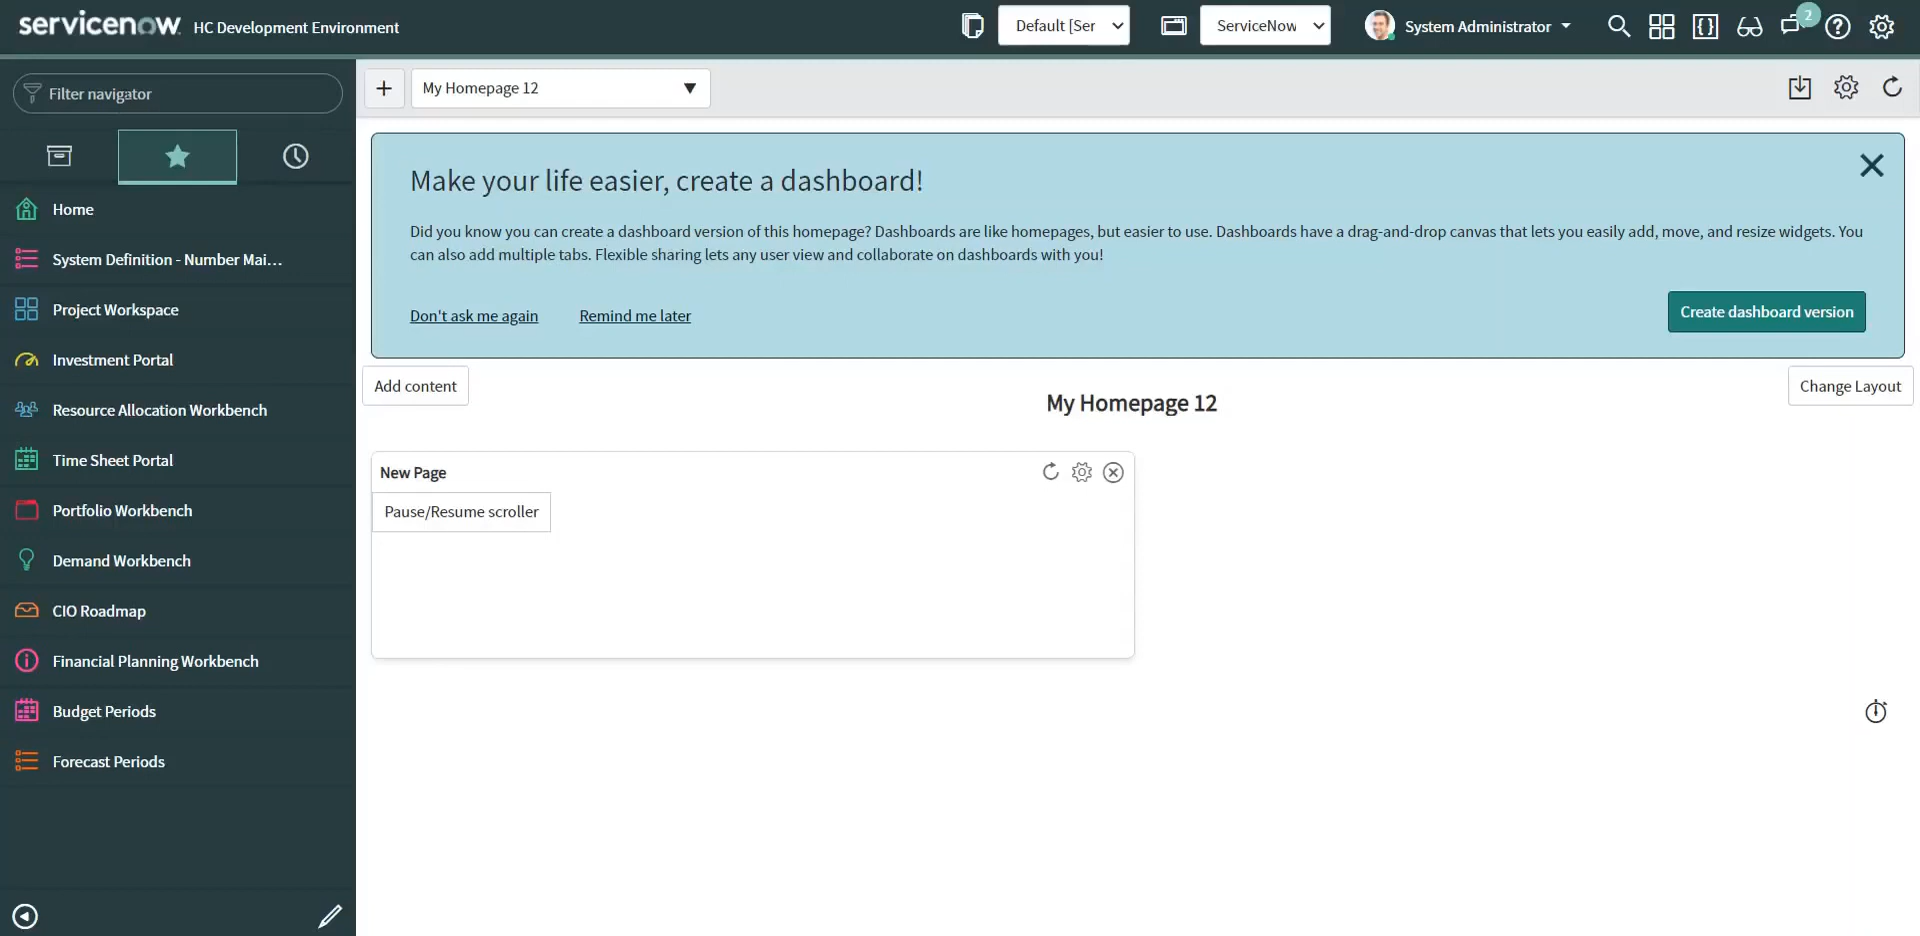 servicenow HC Development Environment
Default [Ser
ServiceNow
System Administrator
2
Filter navigator
My Homepage 12
Home
System Definition - Number Mai...
Project Workspace
Investment Portal
Resource Allocation Workbench
Time Sheet Portal
Portfolio Workbench
Demand Workbench
CIO Roadmap
Financial Planning Workbench
Budget Periods
Forecast Periods
Make your life easier, create a dashboard!
Did you know you can create a dashboard version of this homepage? Dashboards are like homepages, but easier to use. Dashboards have a drag-and-drop canvas that lets you easily add, move, and resize widgets. You
can also add multiple tabs. Flexible sharing lets any user view and collaborate on dashboards with you!
Don't ask me again
Remind me later
Create dashboard version
Add content
Change Layout
My Homepage 12
New Page
Pause/Resume scroller